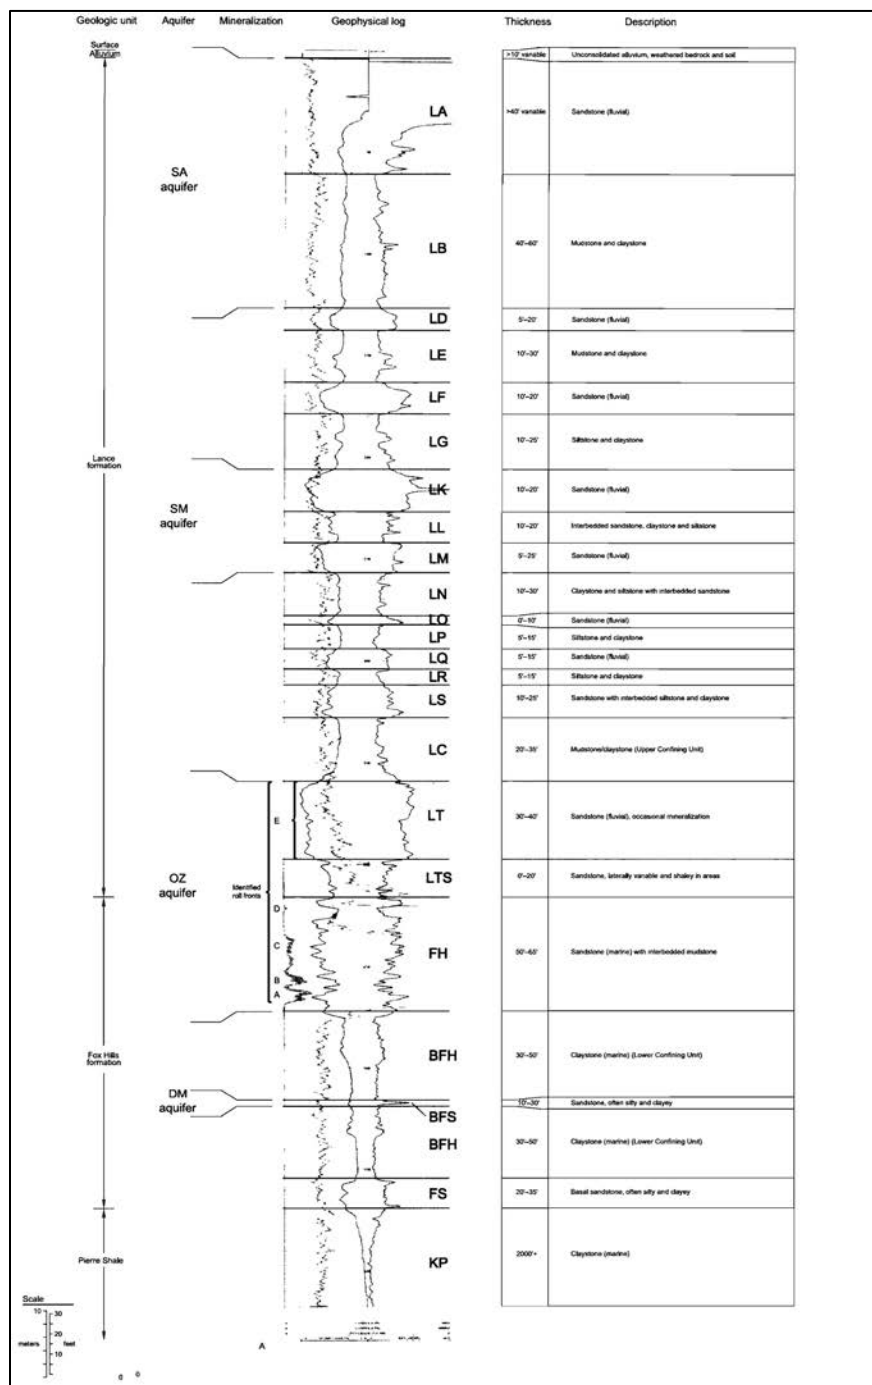 Geologic unit Aquifer Mineralization Geophysical log Thickness Description
Surface
Alluvium
>10' variable Unconsolidated alluvium, weathered bedrock and soil
LA >40' variable Sandstone (fluvial)
SA
aquifer
LB 40'–60' Mudstone and claystone
LD 5'–20' Sandstone (fluvial)
LE 10'–30' Mudstone and claystone
LF 10'–20' Sandstone (fluvial)
LG 10'–25' Siltstone and claystone
Lance
formation
LK 10'–20' Sandstone (fluvial)
SM
aquifer
LL 10'–20' Interbedded sandstone, claystone and siltstone
LM 5'–25' Sandstone (fluvial)
LN 10'–30' Claystone and siltstone with interbedded sandstone
LO 0'–10' Sandstone (fluvial)
LP 5'–15' Siltstone and claystone
LQ 5'–15' Sandstone (fluvial)
LR 5'–15' Siltstone and claystone
LS 10'–25' Sandstone with interbedded siltstone and claystone
LC 20'–35' Mudstone/claystone (Upper Confining Unit)
E LT 30'–40' Sandstone (fluvial), occasional mineralization
OZ
aquifer
Identified
roll fronts
LTS 0'–20' Sandstone, laterally variable and shaley in areas
D
C
FH 50'–65' Sandstone (marine) with interbedded mudstone
B
A
Fox Hills
formation
BFH 30'–50' Claystone (marine) (Lower Confining Unit)
DM
aquifer
BFS 10'–30' Sandstone, often silty and clayey
BFH 30'–50' Claystone (marine) (Lower Confining Unit)
FS 20'–35' Basal sandstone, often silty and clayey
Pierre Shale
KP 2000'+ Claystone (marine)
Scale
10 30
20
meters feet
10
0 0
A